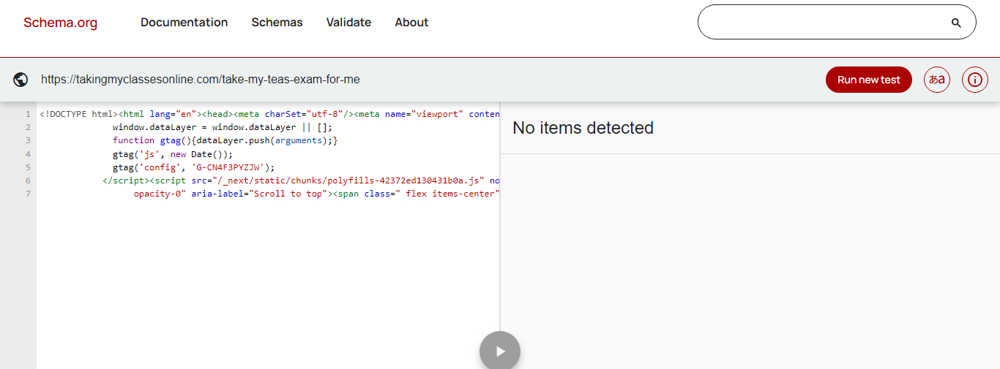 Schema.org Documentation Schemas Validate About
https://takingmyclassesonline.com/take-my-teas-exam-for-me Run new test あa
1 <!DOCTYPE html><html lang="en"><head><meta charSet="utf-8"/><meta name="viewport" conten
2 window.dataLayer = window.dataLayer || [];
3 function gtag(){dataLayer.push(arguments);}
4 gtag('js', new Date());
5 gtag('config', 'G-CN4F3PYZJW');
6 </script><script src="/_next/static/chunks/polyfills-42372ed130431b0a.js" no
7 opacity-0" aria-label="Scroll to top"><span class=" flex items-center"
No items detected